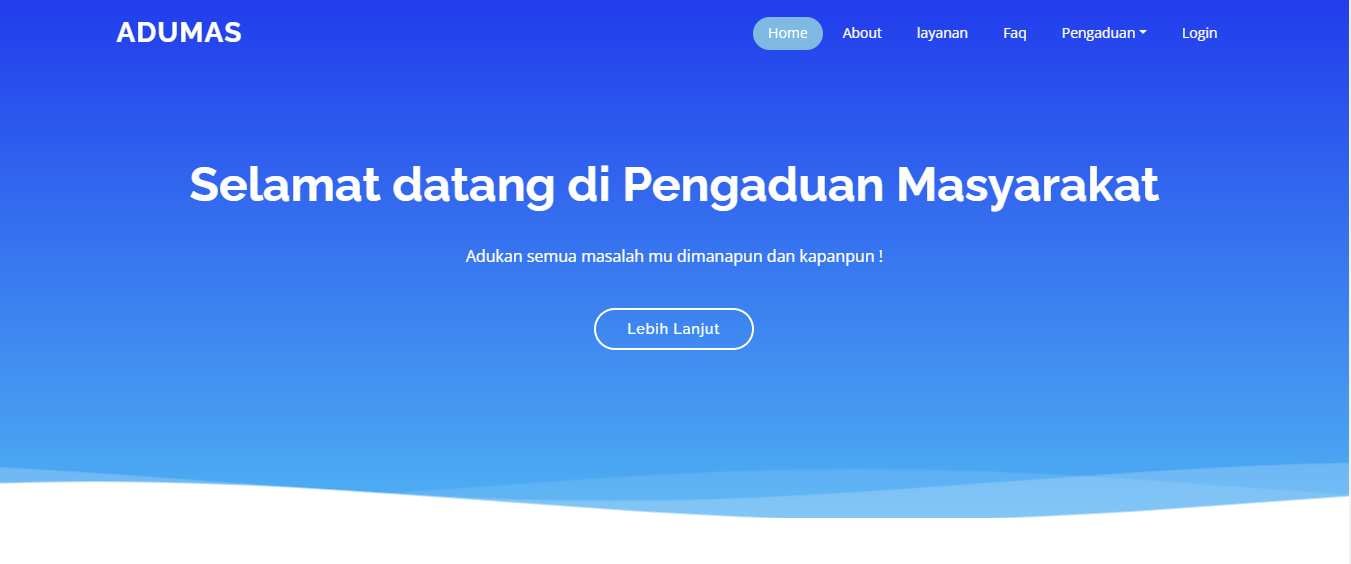 ADUMAS
Home About layanan Faq Pengaduan Login
Selamat datang di Pengaduan Masyarakat
Adukan semua masalah mu dimanapun dan kapanpun !
Lebih Lanjut